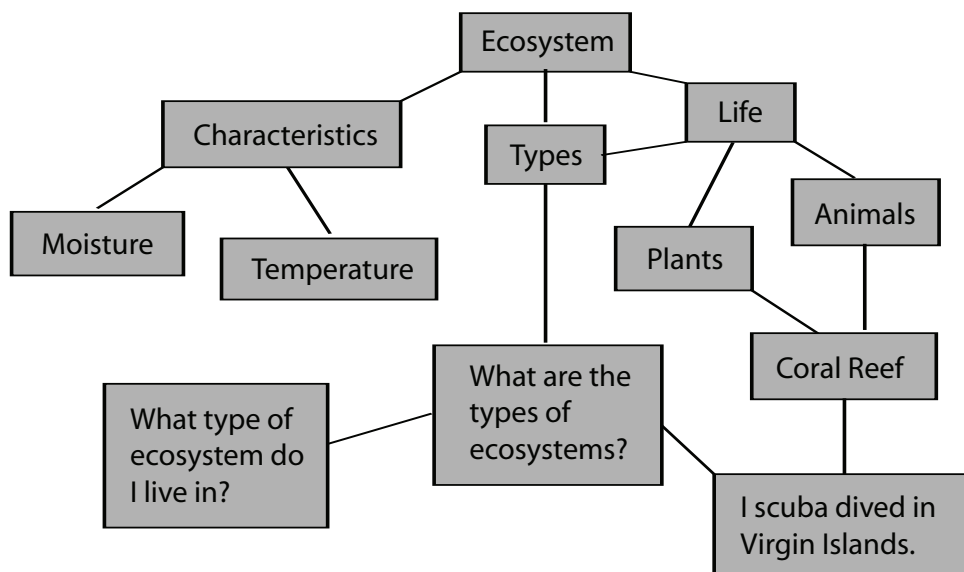 Ecosystem
Characteristics
Types
Life
Moisture
Temperature
Plants
Animals
Coral Reef
What type of
ecosystem do
I live in?
What are the
types of
ecosystems?
I scuba dived in
Virgin Islands.